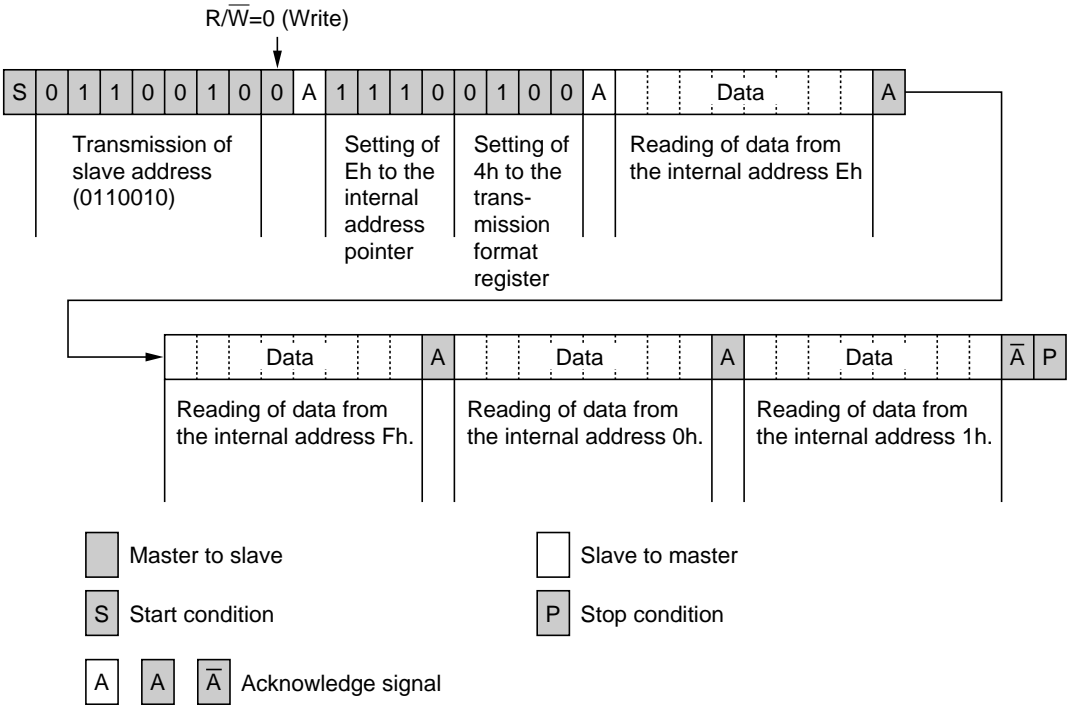 R/W̅=0 (Write)
S 0 1 1 0 0 1 0 0 A 1 1 1 0 0 1 0 0 A Data A
Transmission of
slave address
(0110010)
Setting of
Eh to the
internal
address
pointer
Setting of
4h to the
trans-
mission
format
register
Reading of data from
the internal address Eh
Data A Data A Data A̅ P
Reading of data from
the internal address Fh.
Reading of data from
the internal address 0h.
Reading of data from
the internal address 1h.
Master to slave
Slave to master
S Start condition
P Stop condition
A A A̅ Acknowledge signal